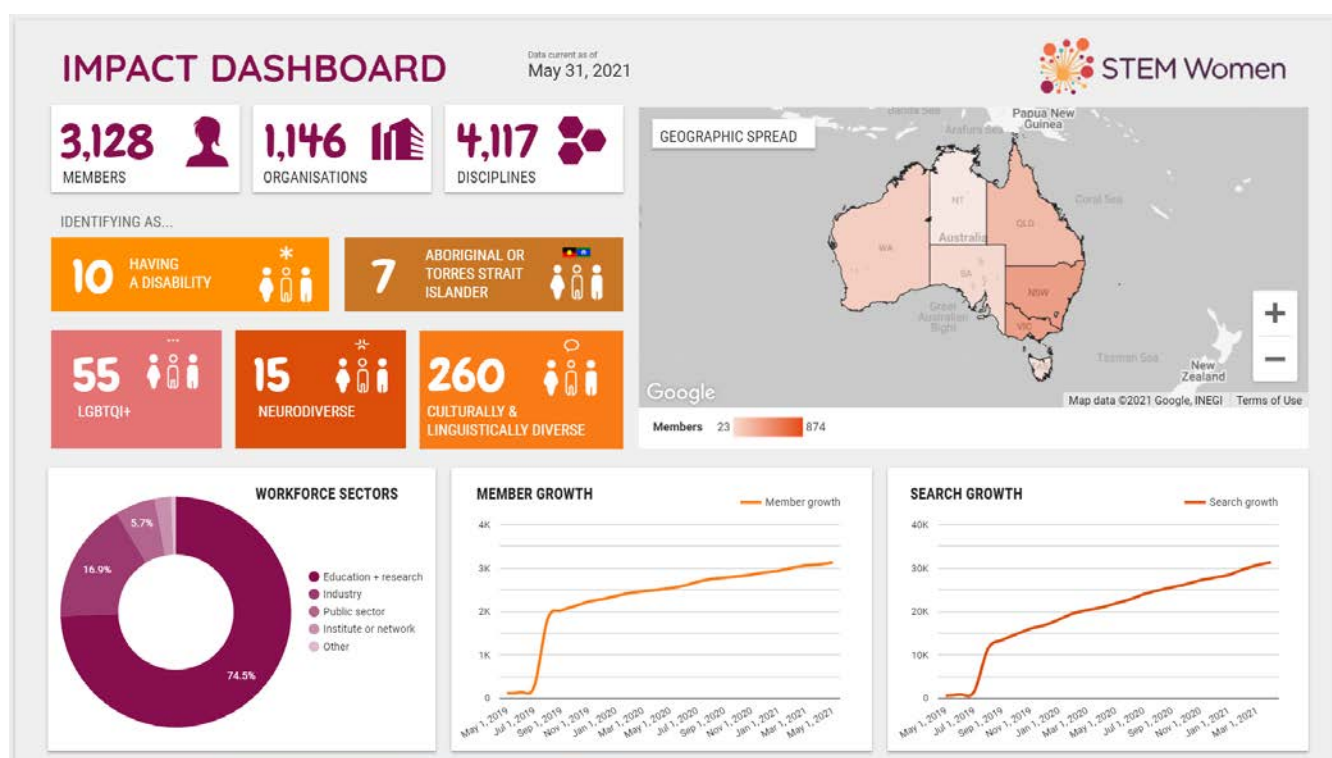 IMPACT DASHBOARD
Data current as of
May 31, 2021
STEM Women
3,128
MEMBERS
1,146
ORGANISATIONS
4,117
DISCIPLINES
IDENTIFYING AS...
10
HAVING
A DISABILITY
7
ABORIGINAL OR
TORRES STRAIT
ISLANDER
55
LGBTQI+
15
NEURODIVERSE
260
CULTURALLY &
LINGUISTICALLY DIVERSE
GEOGRAPHIC SPREAD
Banda Sea
Arafura Sea
Papua New
Guinea
Coral Sea
NT
QLD
WA
Australia
SA
NSW
VIC
Great
Australian
Bight
Tasman Sea
New
Zealand
+
−
Google
Map data ©2021 Google, INEGI
Terms of Use
Members 23 874
WORKFORCE SECTORS
5.7%
16.9%
74.5%
Education + research
Industry
Public sector
Institute or network
Other
MEMBER GROWTH
Member growth
4K
3K
2K
1K
0
May 1, 2019
Jul 1, 2019
Sep 1, 2019
Nov 1, 2019
Jan 1, 2020
Mar 1, 2020
May 1, 2020
Jul 1, 2020
Sep 1, 2020
Nov 1, 2020
Jan 1, 2021
Mar 1, 2021
May 1, 2021
SEARCH GROWTH
Search growth
40K
30K
20K
10K
0
May 1, 2019
Jul 1, 2019
Sep 1, 2019
Nov 1, 2019
Jan 1, 2020
Mar 1, 2020
May 1, 2020
Jul 1, 2020
Sep 1, 2020
Nov 1, 2020
Jan 1, 2021
Mar 1, 2021